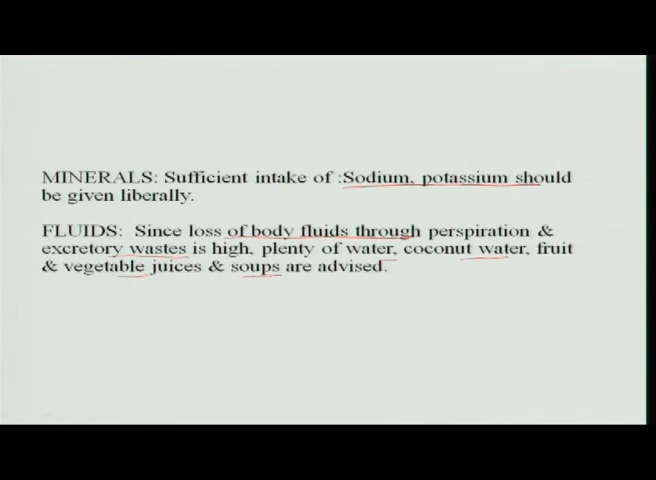 MINERALS: Sufficient intake of :Sodium, potassium should
be given liberally.
FLUIDS: Since loss of body fluids through perspiration &
excretory wastes is high, plenty of water, coconut water, fruit
& vegetable juices & soups are advised.